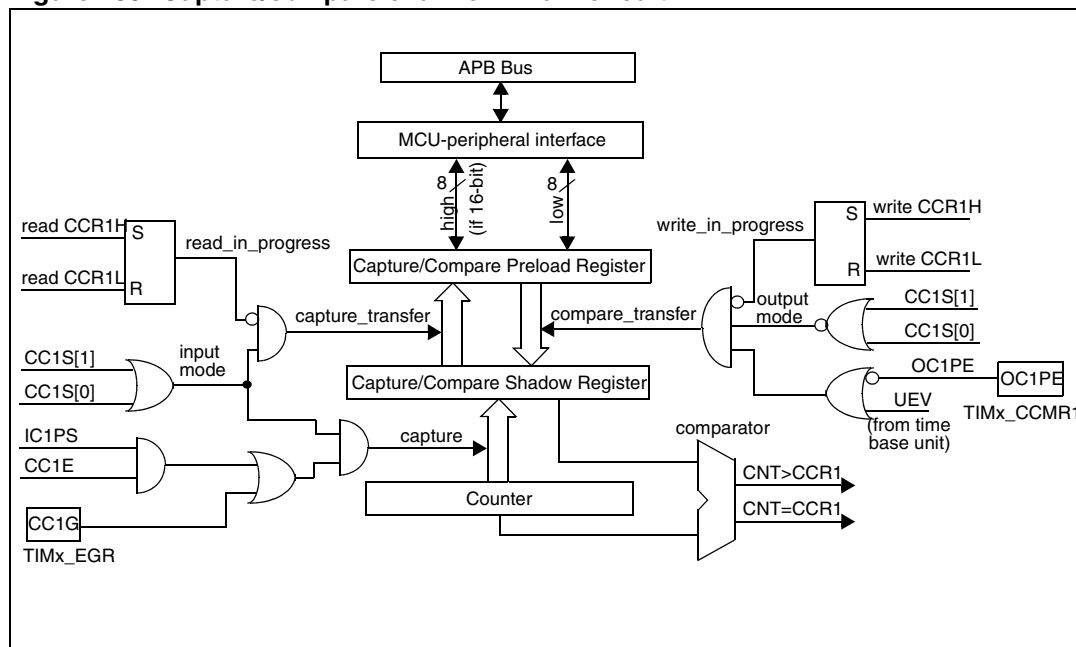 APB Bus
MCU-peripheral interface
8
high
(if 16-bit)
8
low
read CCR1H
S
read_in_progress
read CCR1L
R
write_in_progress
S
write CCR1H
R
write CCR1L
Capture/Compare Preload Register
capture_transfer
compare_transfer
output
mode
CC1S[1]
CC1S[0]
CC1S[1]
input
mode
CC1S[0]
Capture/Compare Shadow Register
OC1PE
OC1PE
UEV
TIMx_CCMR1
(from time
base unit)
IC1PS
CC1E
capture
comparator
CNT>CCR1
Counter
CNT=CCR1
CC1G
TIMx_EGR